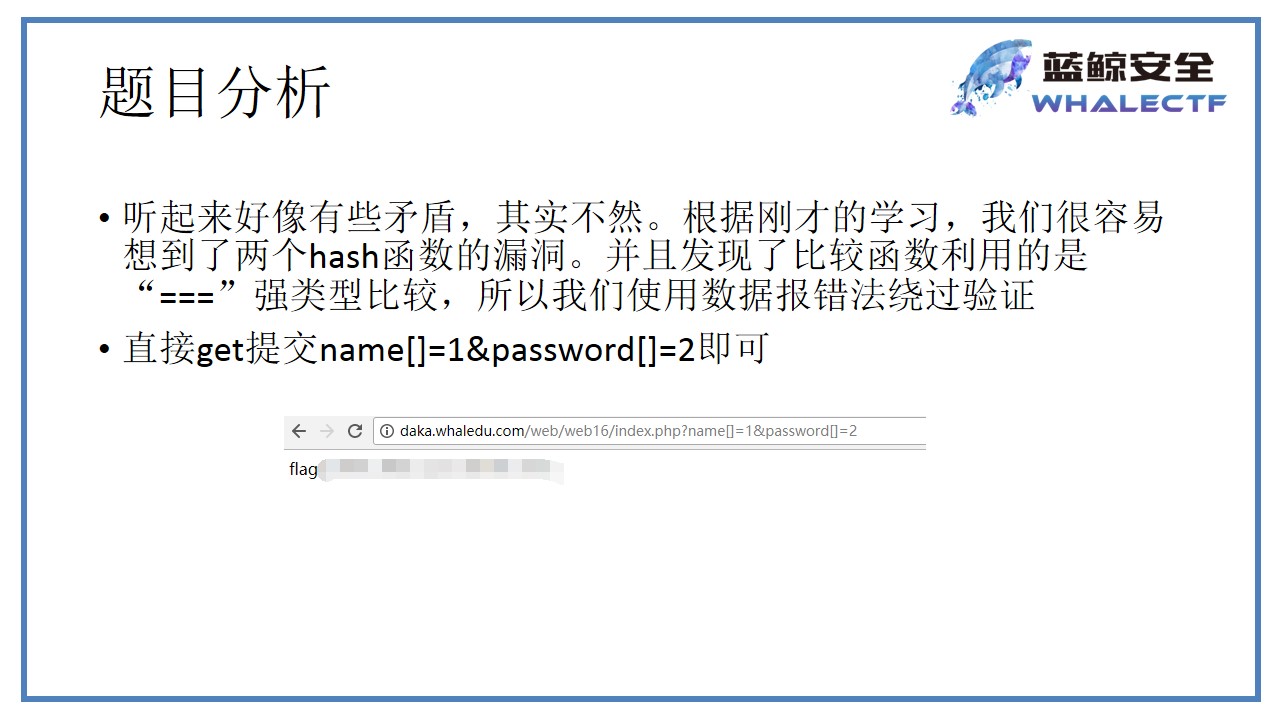 题目分析
蓝鲸安全
WHALECTF
• 听起来好像有些矛盾，其实不然。根据刚才的学习，我们很容易
想到了两个hash函数的漏洞。并且发现了比较函数利用的是
“===”强类型比较，所以我们使用数据报错法绕过验证
• 直接get提交name[]=1&password[]=2即可
daka.whaledu.com/web/web16/index.php?name[]=1&password[]=2
flag